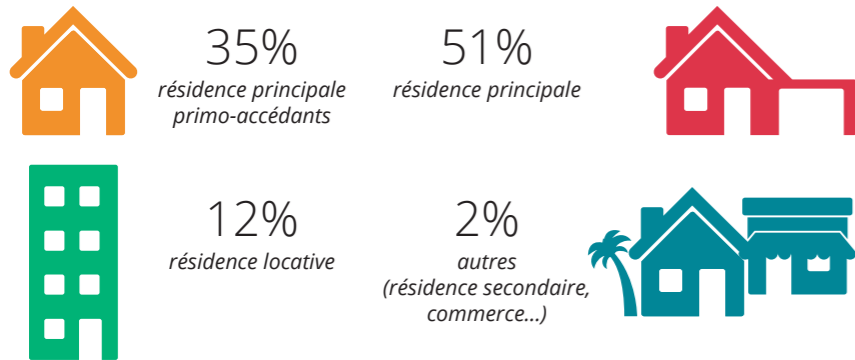 35%
résidence principale
primo-accédants
51%
résidence principale
12%
résidence locative
2%
autres
(résidence secondaire,
commerce...)